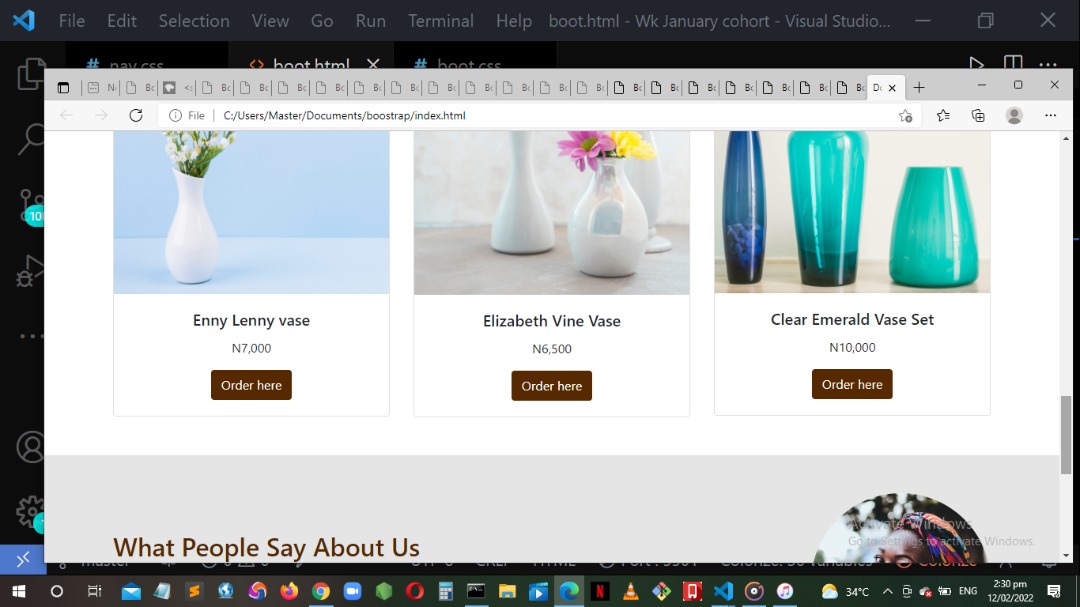 File Edit Selection View Go Run Terminal Help boot.html - Wk January cohort - Visual Studio...
# nav.css <> boot.html # boot.css
File C:/Users/Master/Documents/boostrap/index.html
Enny Lenny vase
N7,000
Order here
Elizabeth Vine Vase
N6,500
Order here
Clear Emerald Vase Set
N10,000
Order here
What People Say About Us
Activate Windows
Go to Settings to activate Windows.
34°C
ENG
2:30 pm
12/02/2022